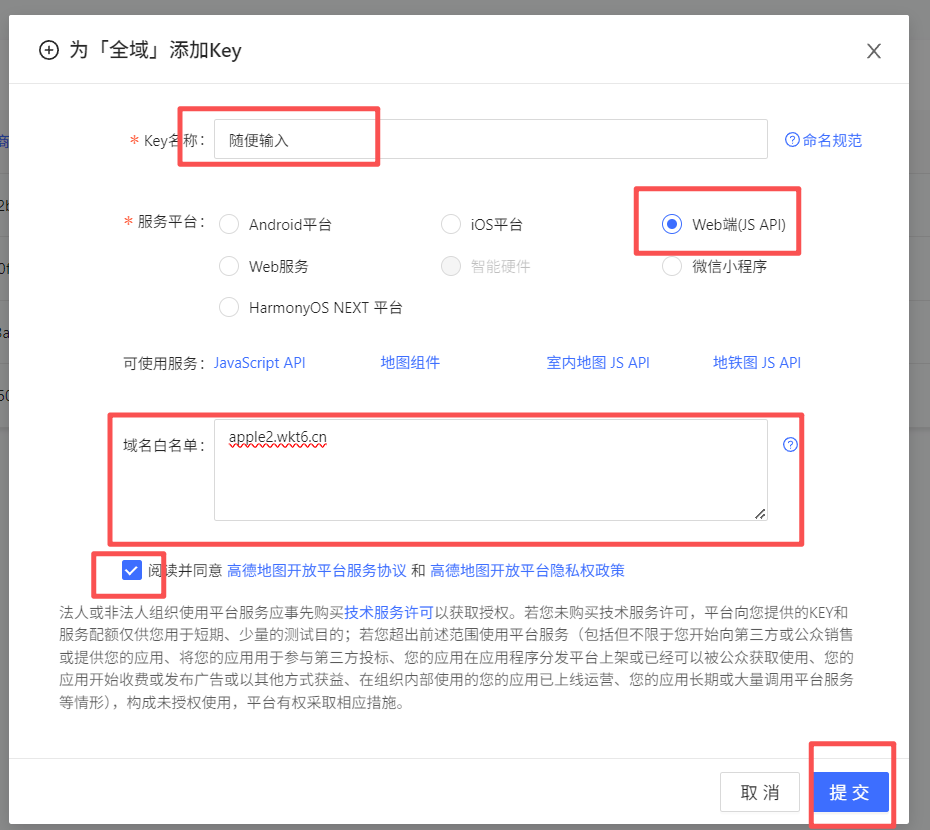 为「全域」添加Key
* Key名称: 随便输入 命名规范
* 服务平台: Android平台 iOS平台 Web端(JS API)
Web服务 智能硬件 微信小程序
HarmonyOS NEXT 平台
可使用服务: JavaScript API 地图组件 室内地图 JS API 地铁图 JS API
域名白名单: apple2.wkt6.cn
阅读并同意 高德地图开放平台服务协议 和 高德地图开放平台隐私权政策
法人或非法人组织使用平台服务应事先购买技术服务许可以获取授权。若您未购买技术服务许可，平台向您提供的KEY和
服务配额仅供您用于短期、少量的测试目的；若您超出前述范围使用平台服务（包括但不限于您开始向第三方或公众销售
或提供您的应用、将您的应用用于参与第三方投标、您的应用在应用程序分发平台上架或已经可以被公众获取使用、您的
应用开始收费或发布广告或以其他方式获益、在组织内部使用的您的应用已上线运营、您的应用长期或大量调用平台服务
等情形），构成未授权使用，平台有权采取相应措施。
取 消 提 交